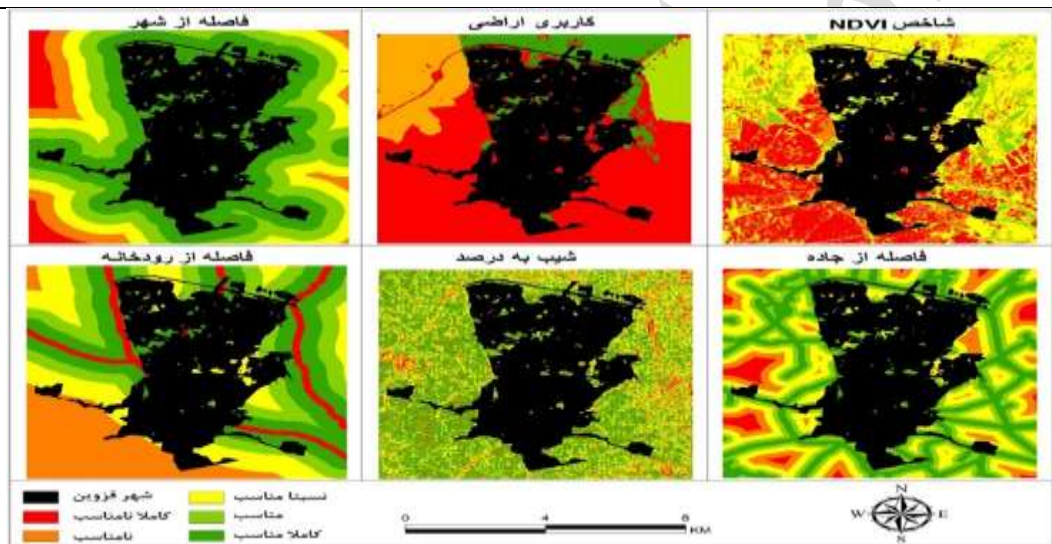 شاخص NDVI
کاربری اراضی
فاصله از شهر
فاصله از جاده
شیب به درصد
فاصله از رودخانه
شهر قزوین
کاملا نامناسب
نامناسب
نسبتا مناسب
مناسب
کاملا مناسب
0 4 8
KM
N
W E
S